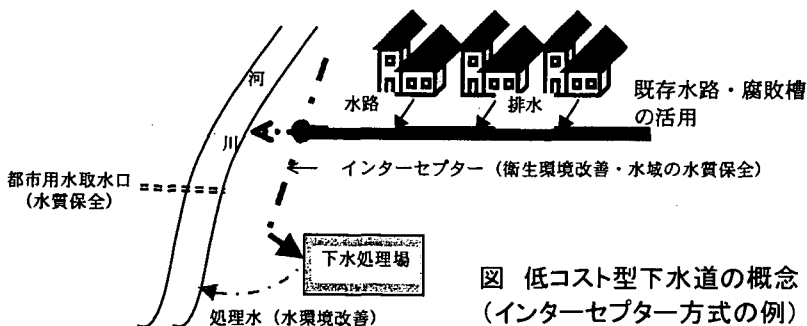 河
川
水路
排水
既存水路・腐敗槽
の活用
インターセプター（衛生環境改善・水域の水質保全）
都市用水取水口
（水質保全）
下水処理場
処理水（水環境改善）
図 低コスト型下水道の概念
（インターセプター方式の例）